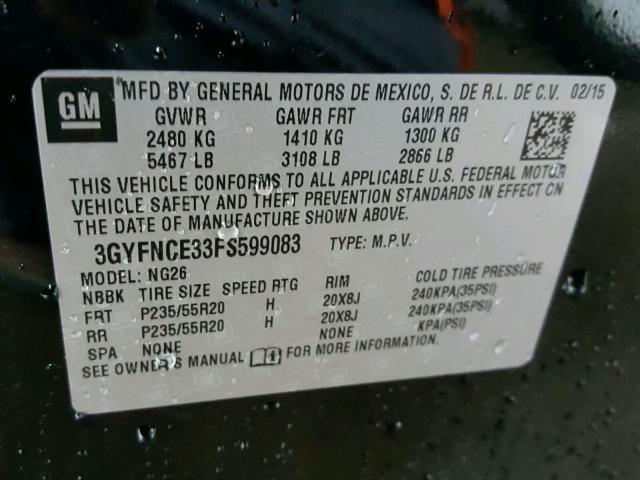 GM MFD BY GENERAL MOTORS DE MEXICO, S. DE R.L. DE C.V. 02/15
GVWR GAWR FRT GAWR RR
2480 KG 1410 KG 1300 KG
5467 LB 3108 LB 2866 LB
THIS VEHICLE CONFORMS TO ALL APPLICABLE U.S. FEDERAL MOTOR
VEHICLE SAFETY AND THEFT PREVENTION STANDARDS IN EFFECT ON
THE DATE OF MANUFACTURE SHOWN ABOVE.
3GYFNCE33FS599083 TYPE: M.P.V.
MODEL: NG26
NBBK TIRE SIZE SPEED RTG RIM COLD TIRE PRESSURE
FRT P235/55R20 H 20X8J 240KPA(35PSI)
RR P235/55R20 H 20X8J 240KPA(35PSI)
SPA NONE NONE KPA(PSI)
SEE OWNER'S MANUAL FOR MORE INFORMATION.